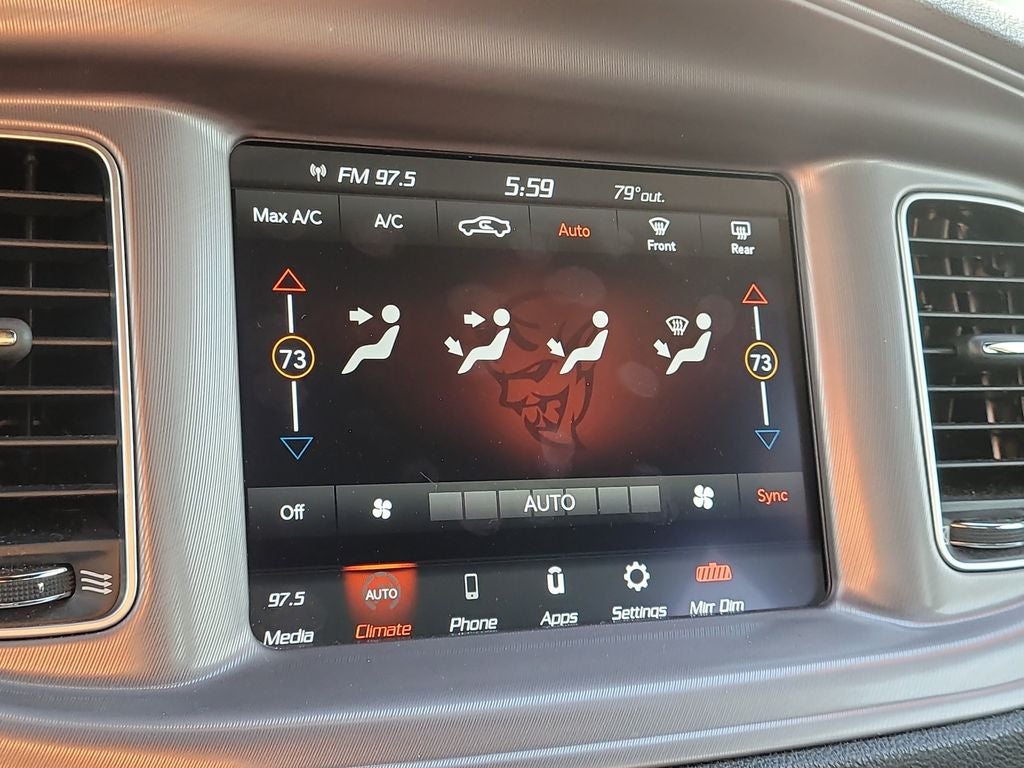 FM 97.5 5:59 79°out.
Max A/C A/C Auto Front Rear
73 73
Off AUTO Sync
97.5 AUTO
Media Climate Phone Apps Settings Mirr Dim